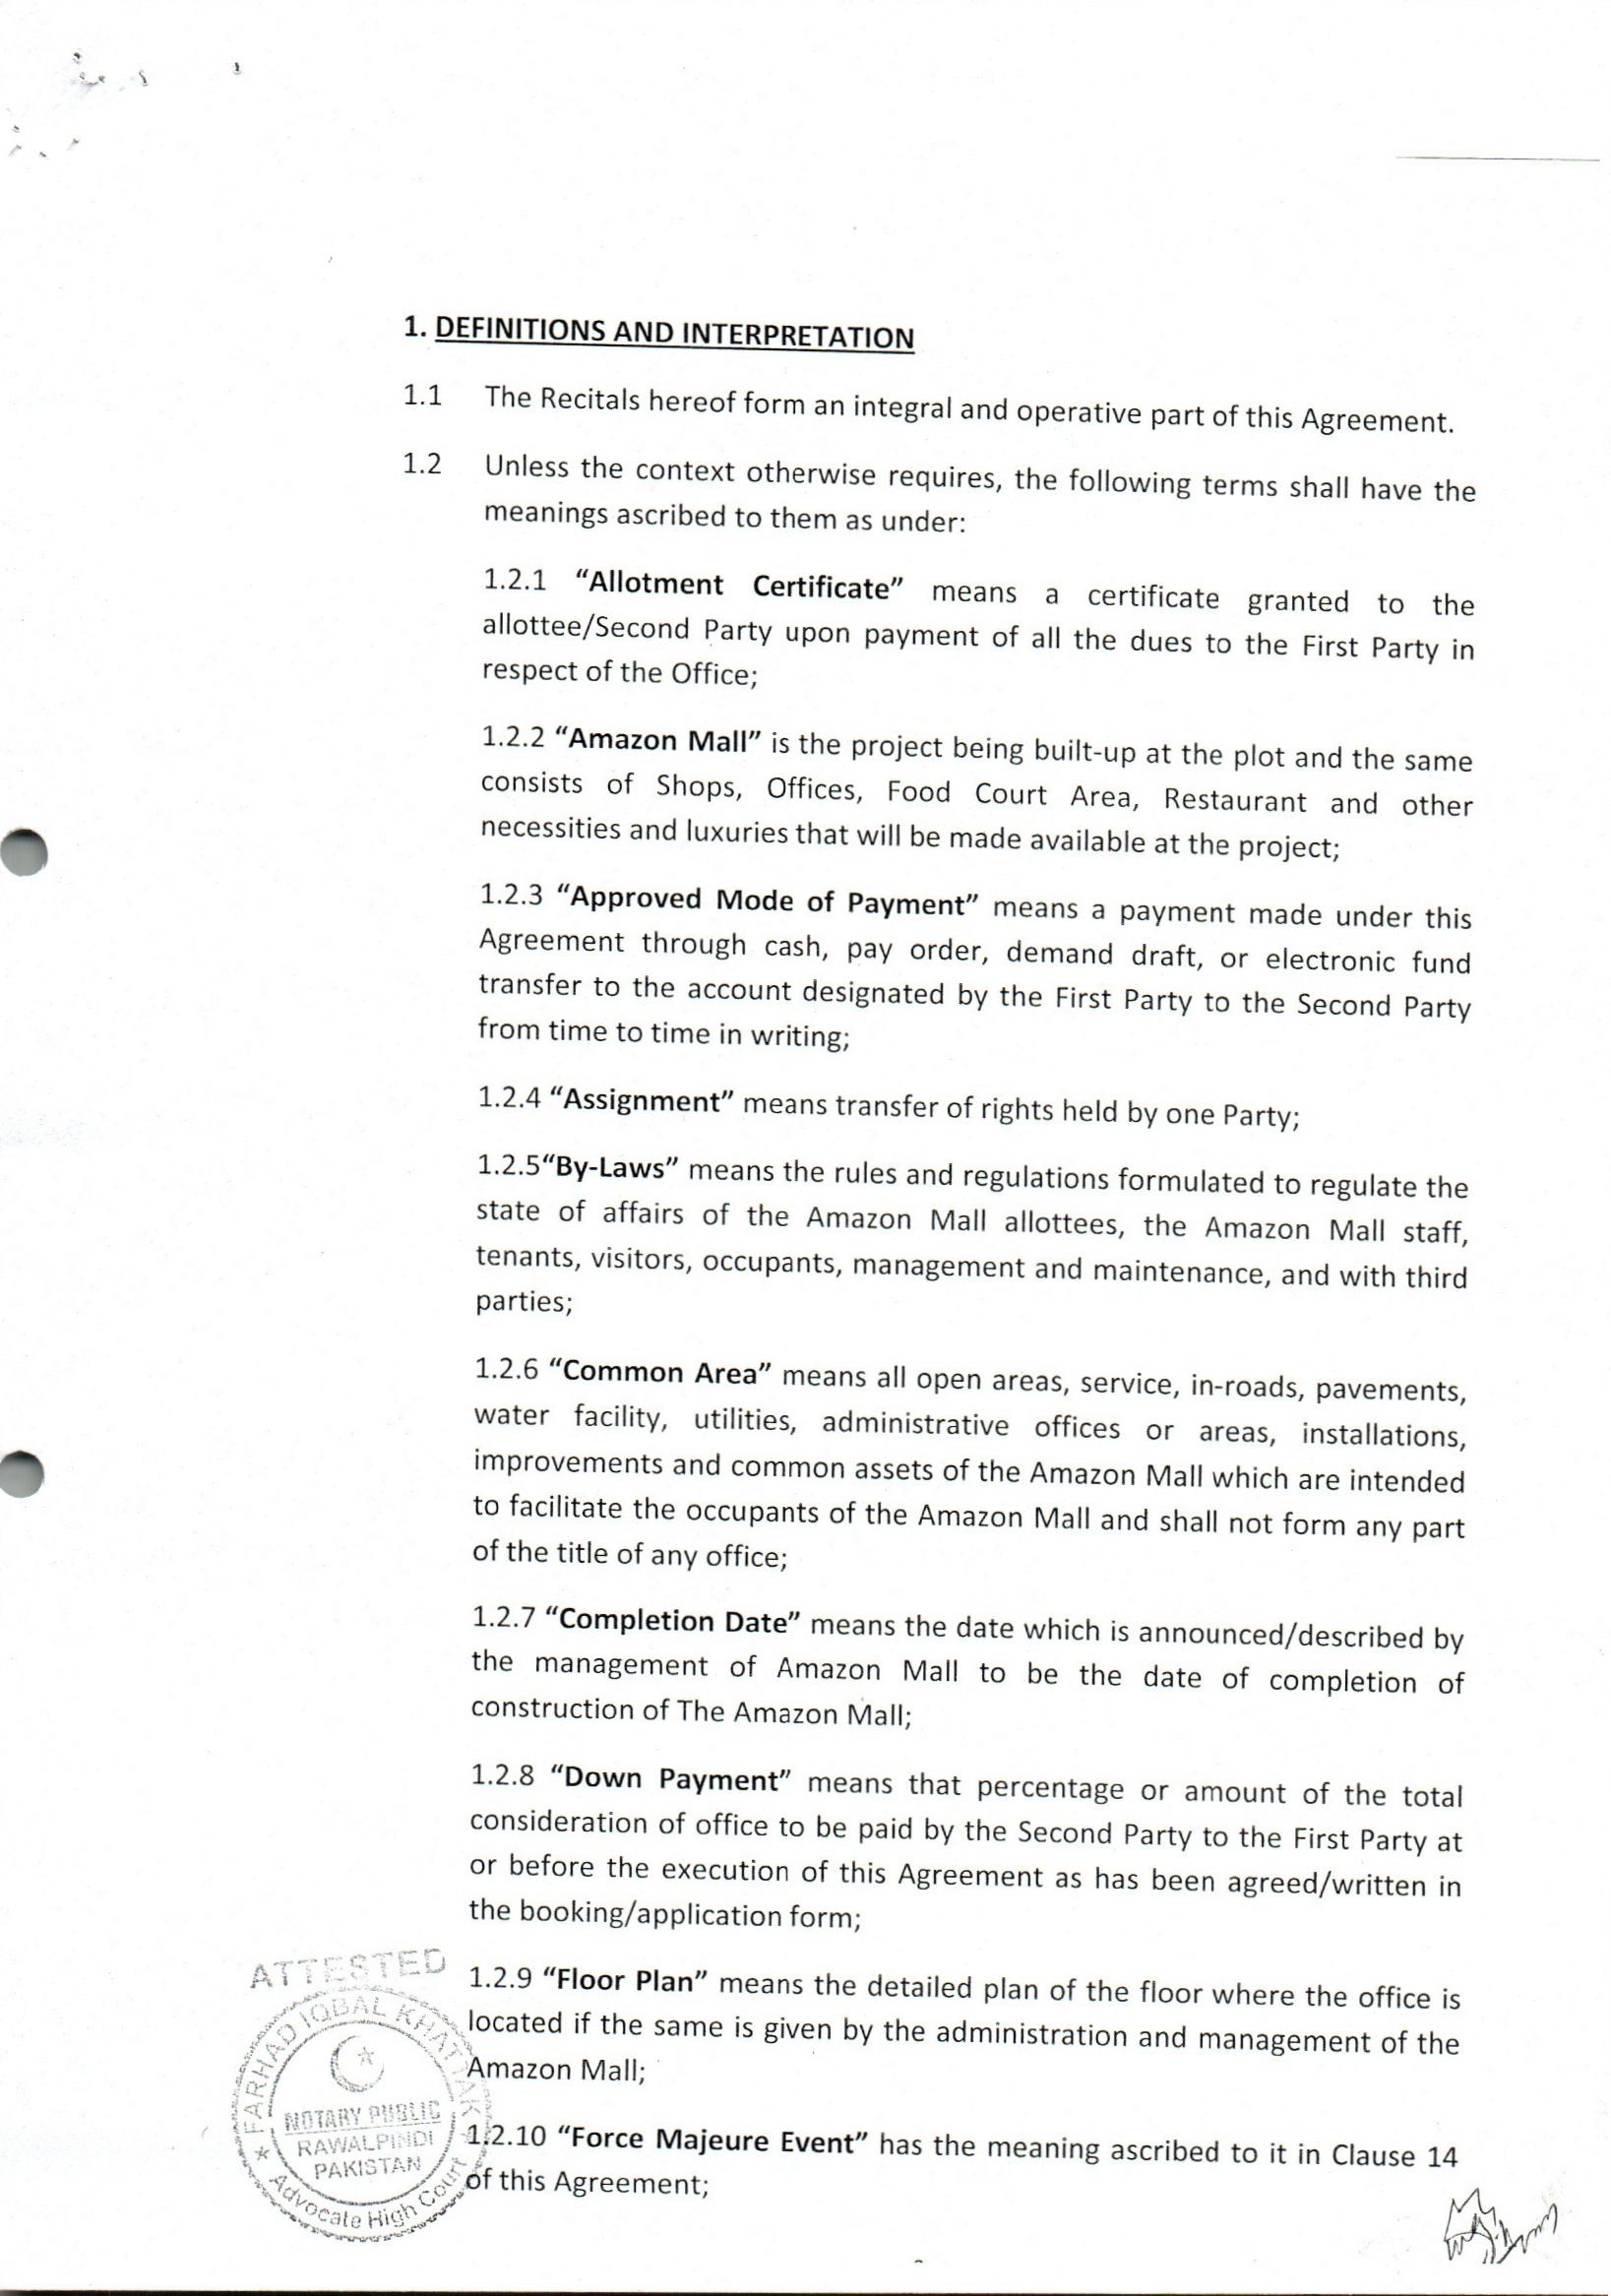 1. DEFINITIONS AND INTERPRETATION
1.1 The Recitals hereof form an integral and operative part of this Agreement.
1.2 Unless the context otherwise requires, the following terms shall have the
meanings ascribed to them as under:
1.2.1 “Allotment Certificate” means a certificate granted to the
allottee/Second Party upon payment of all the dues to the First Party in
respect of the Office;
1.2.2 “Amazon Mall” is the project being built-up at the plot and the same
consists of Shops, Offices, Food Court Area, Restaurant and other
necessities and luxuries that will be made available at the project;
1.2.3 “Approved Mode of Payment” means a payment made under this
Agreement through cash, pay order, demand draft, or electronic fund
transfer to the account designated by the First Party to the Second Party
from time to time in writing;
1.2.4 “Assignment” means transfer of rights held by one Party;
1.2.5“By-Laws” means the rules and regulations formulated to regulate the
state of affairs of the Amazon Mall allottees, the Amazon Mall staff,
tenants, visitors, occupants, management and maintenance, and with third
parties;
1.2.6 “Common Area” means all open areas, service, in-roads, pavements,
water facility, utilities, administrative offices or areas, installations,
improvements and common assets of the Amazon Mall which are intended
to facilitate the occupants of the Amazon Mall and shall not form any part
of the title of any office;
1.2.7 “Completion Date” means the date which is announced/described by
the management of Amazon Mall to be the date of completion of
construction of The Amazon Mall;
1.2.8 “Down Payment” means that percentage or amount of the total
consideration of office to be paid by the Second Party to the First Party at
or before the execution of this Agreement as has been agreed/written in
the booking/application form;
1.2.9 “Floor Plan” means the detailed plan of the floor where the office is
located if the same is given by the administration and management of the
Amazon Mall;
1.2.10 “Force Majeure Event” has the meaning ascribed to it in Clause 14
of this Agreement;
ATTESTED
FARHAD IQBAL KHATTAK
NOTARY PUBLIC
RAWALPINDI
PAKISTAN
Advocate High Court